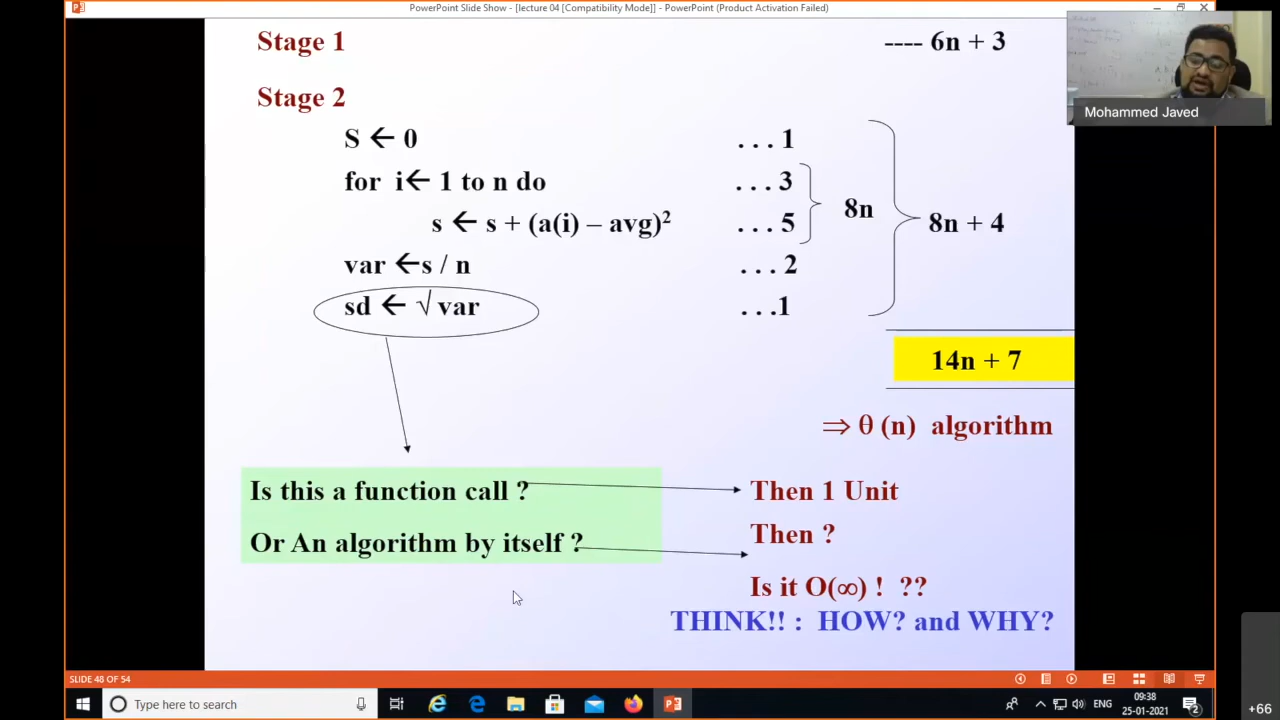 PowerPoint Slide Show - [lecture 04 [Compatibility Mode]] - PowerPoint (Product Activation Failed)
Mohammed Javed
Stage 1 ---- 6n + 3
Stage 2
S ← 0 . . . 1
for i← 1 to n do . . . 3
8n
s ← s + (a(i) – avg)² . . . 5
8n + 4
var ←s / n . . . 2
sd ← √ var . . .1
14n + 7
⇒ θ (n) algorithm
Is this a function call ? Then 1 Unit
Or An algorithm by itself ? Then ?
Is it O(∞) ! ??
THINK!! : HOW? and WHY?
SLIDE 48 OF 54
Type here to search
ENG
09:38
25-01-2021
2
+66